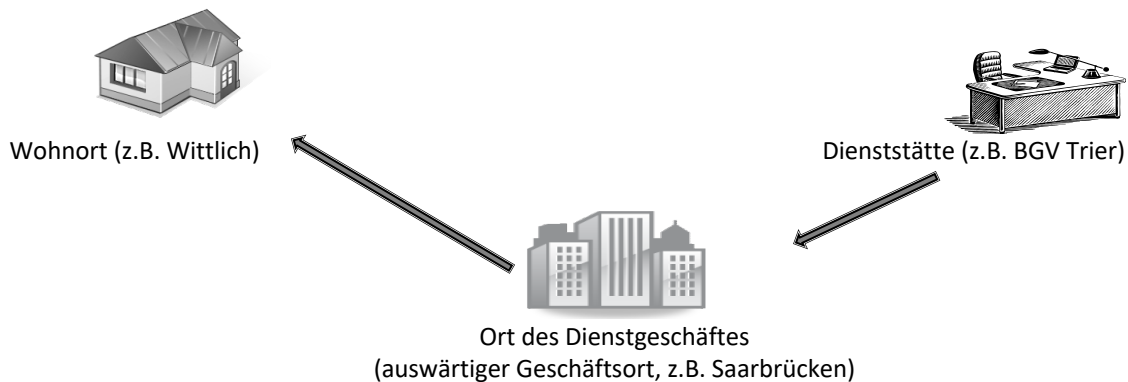 Wohnort (z.B. Wittlich)
Dienststätte (z.B. BGV Trier)
Ort des Dienstgeschäftes
(auswärtiger Geschäftsort, z.B. Saarbrücken)